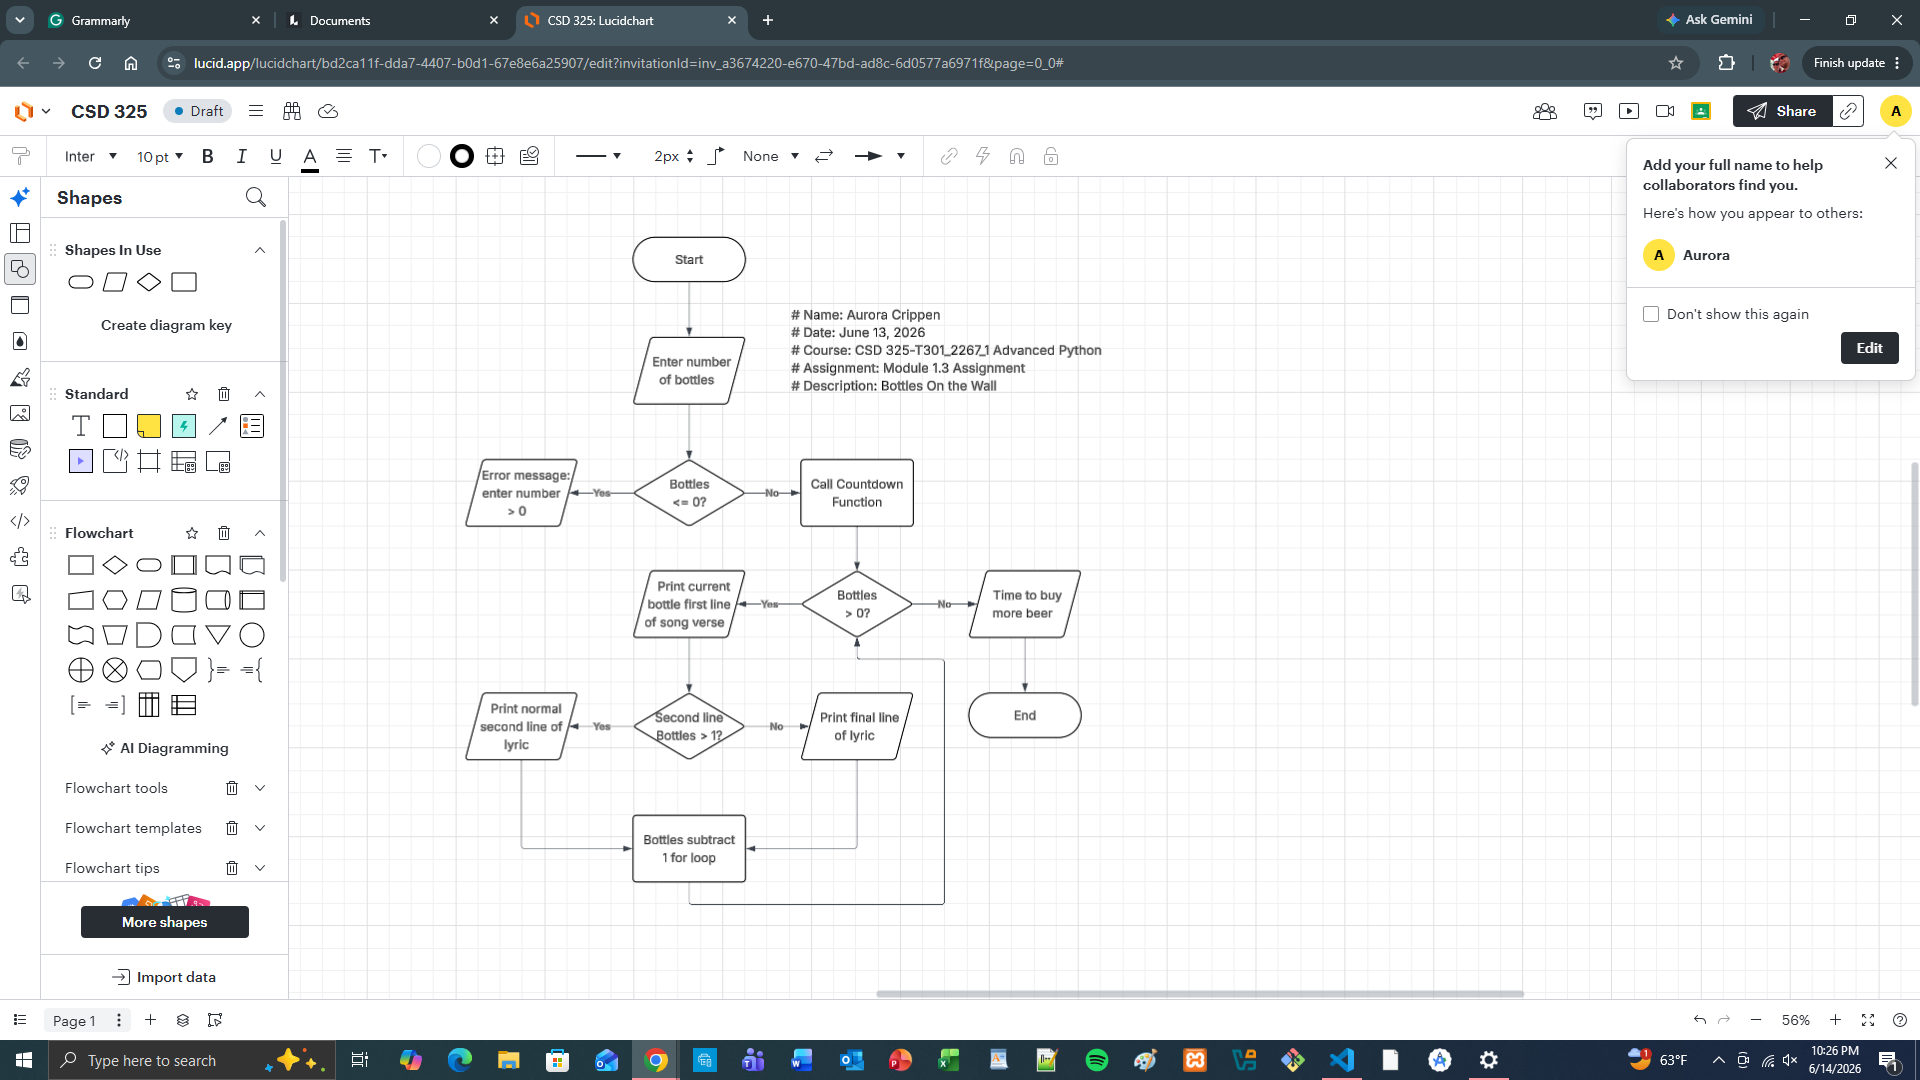 Grammarly
Documents
CSD 325: Lucidchart
Ask Gemini
lucid.app/lucidchart/bd2ca11f-dda7-4407-b0d1-67e8e6a25907/edit?invitationId=inv_a3674220-e670-47bd-ad8c-6d0577a6971f&page=0_0#
Finish update
CSD 325
Draft
Share
A
Inter
10 pt
B
I
U
A
T
2px
None
Shapes
Shapes In Use
Create diagram key
Standard
T
Flowchart
AI Diagramming
Flowchart tools
Flowchart templates
Flowchart tips
More shapes
Import data
Add your full name to help
collaborators find you.
Here's how you appear to others:
A
Aurora
Don't show this again
Edit
Start
# Name: Aurora Crippen
# Date: June 13, 2026
# Course: CSD 325-T301_2267_1 Advanced Python
# Assignment: Module 1.3 Assignment
# Description: Bottles On the Wall
Enter number
of bottles
Error message:
enter number
> 0
Yes
Bottles
<= 0?
No
Call Countdown
Function
Print current
bottle first line
of song verse
Yes
Bottles
> 0?
No
Time to buy
more beer
Print normal
second line of
lyric
Yes
Second line
Bottles > 1?
No
Print final line
of lyric
End
Bottles subtract
1 for loop
Page 1
56%
Type here to search
63°F
10:26 PM
6/14/2026